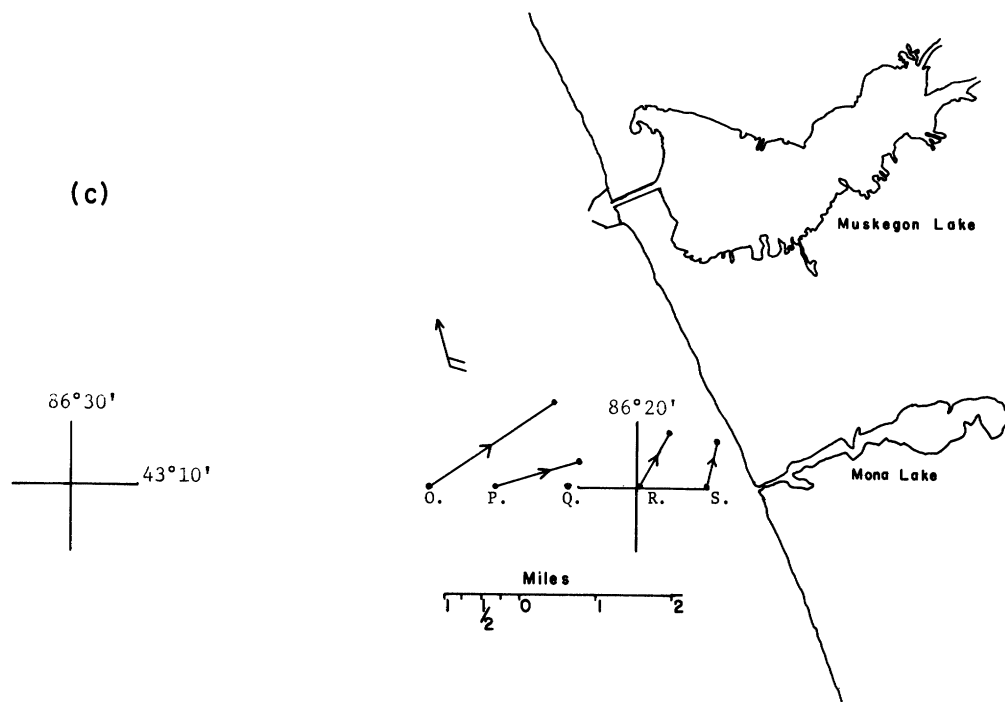 (c)
Muskegon Lake
86°30'
86°20'
43°10'
Mona Lake
O. P. Q. R. S.
Miles
1 1/2 0 1 2